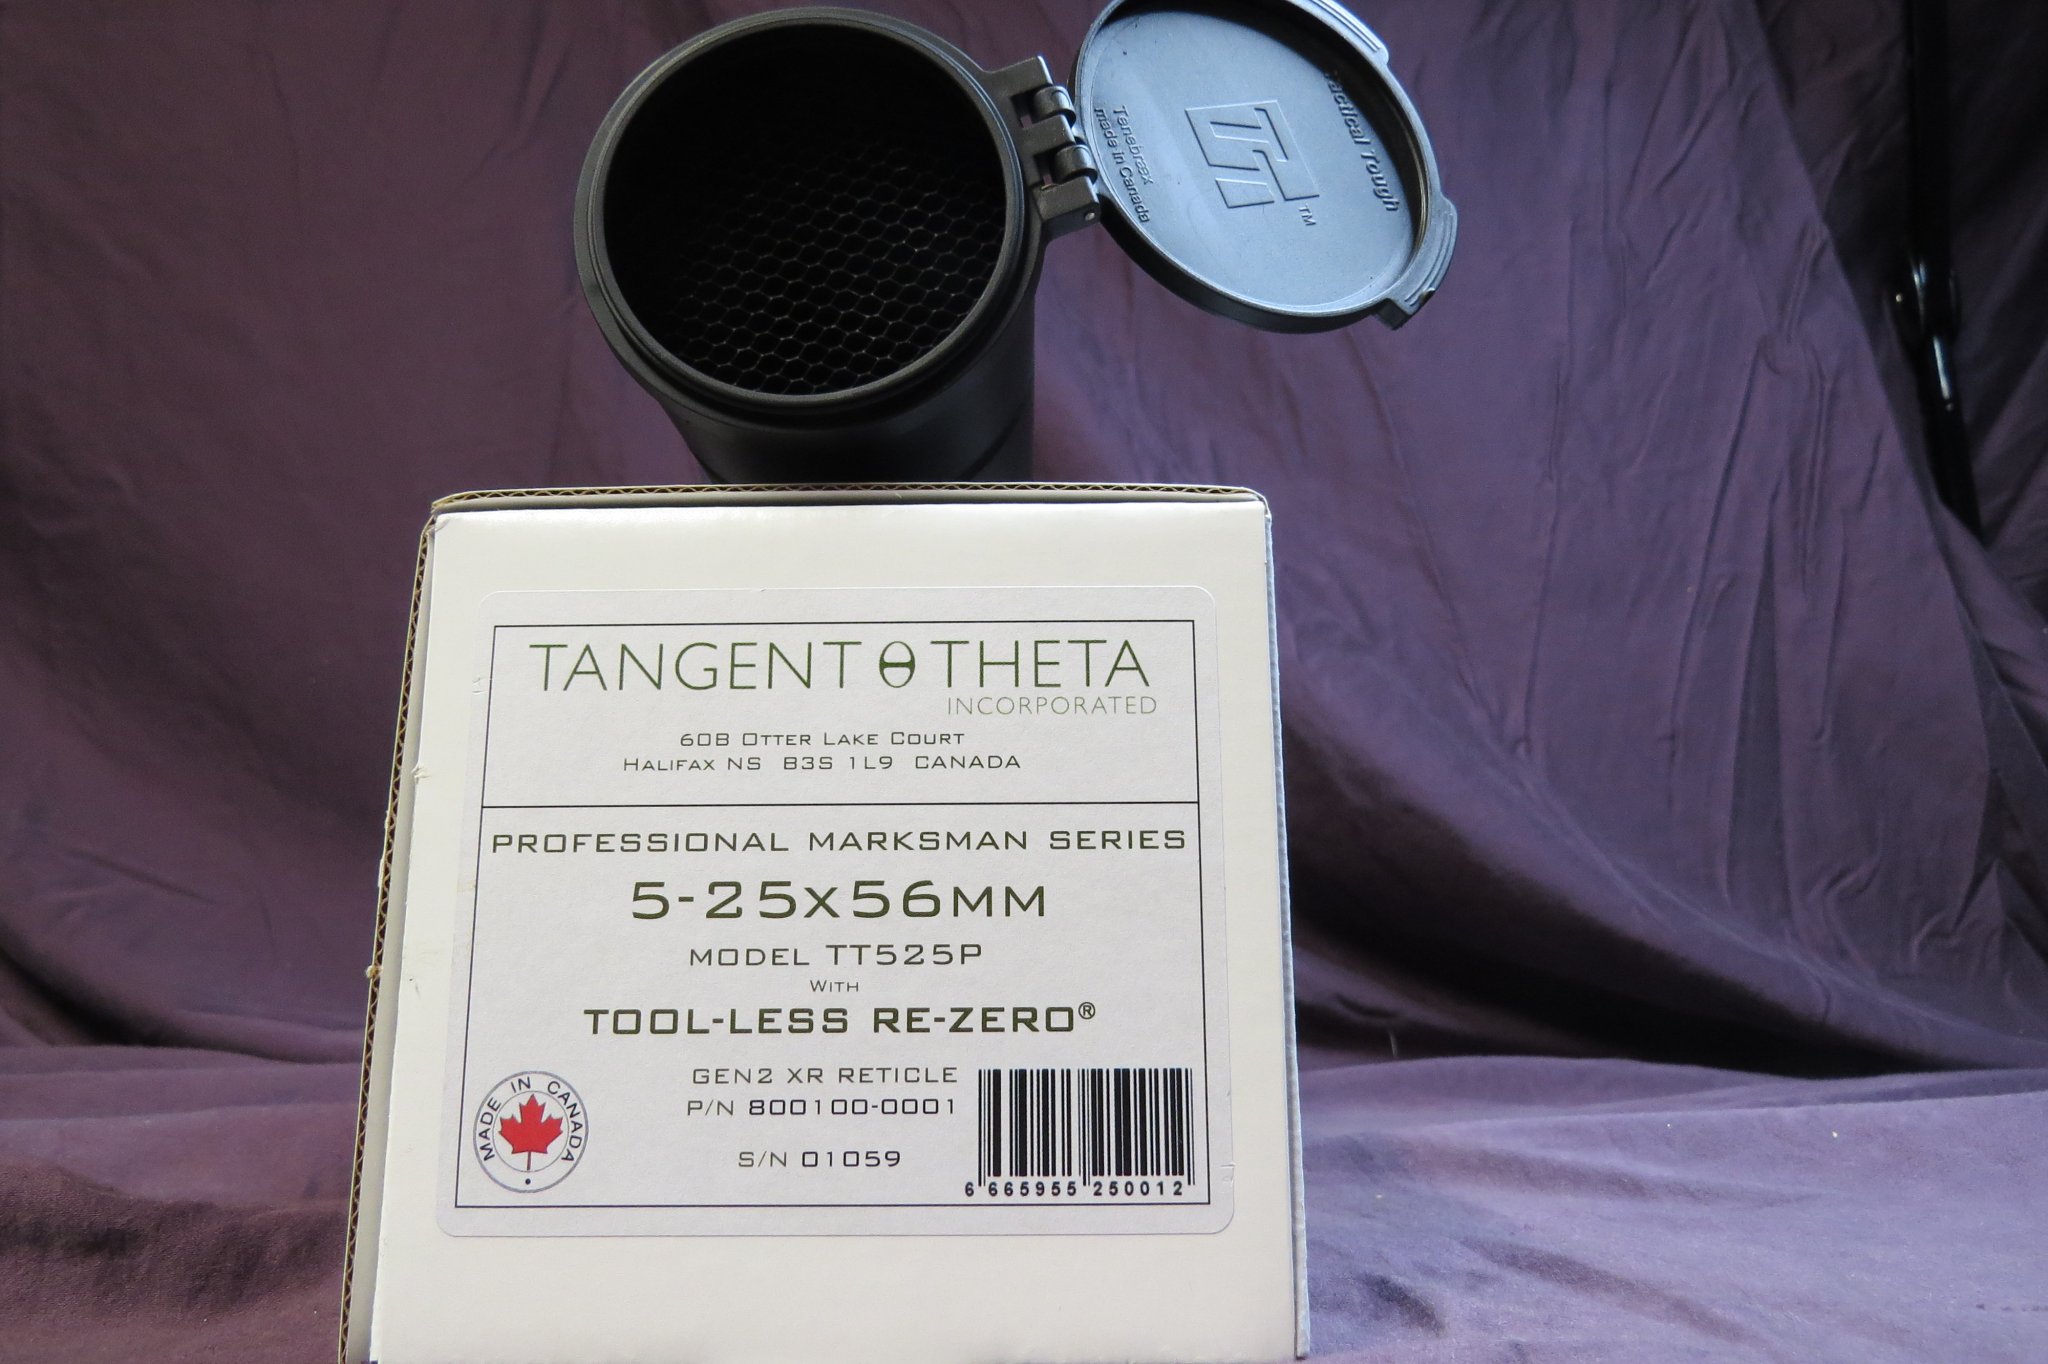 Tactical Tough
TT
TM
Tenebraex
made in Canada
TANGENT θ THETA
INCORPORATED
60B OTTER LAKE COURT
HALIFAX NS B3S 1L9 CANADA
PROFESSIONAL MARKSMAN SERIES
5-25x56MM
MODEL TT525P
WITH
TOOL-LESS RE-ZERO®
GEN2 XR RETICLE
P/N 800100-0001
S/N 01059
MADE IN CANADA
6 665955 250012